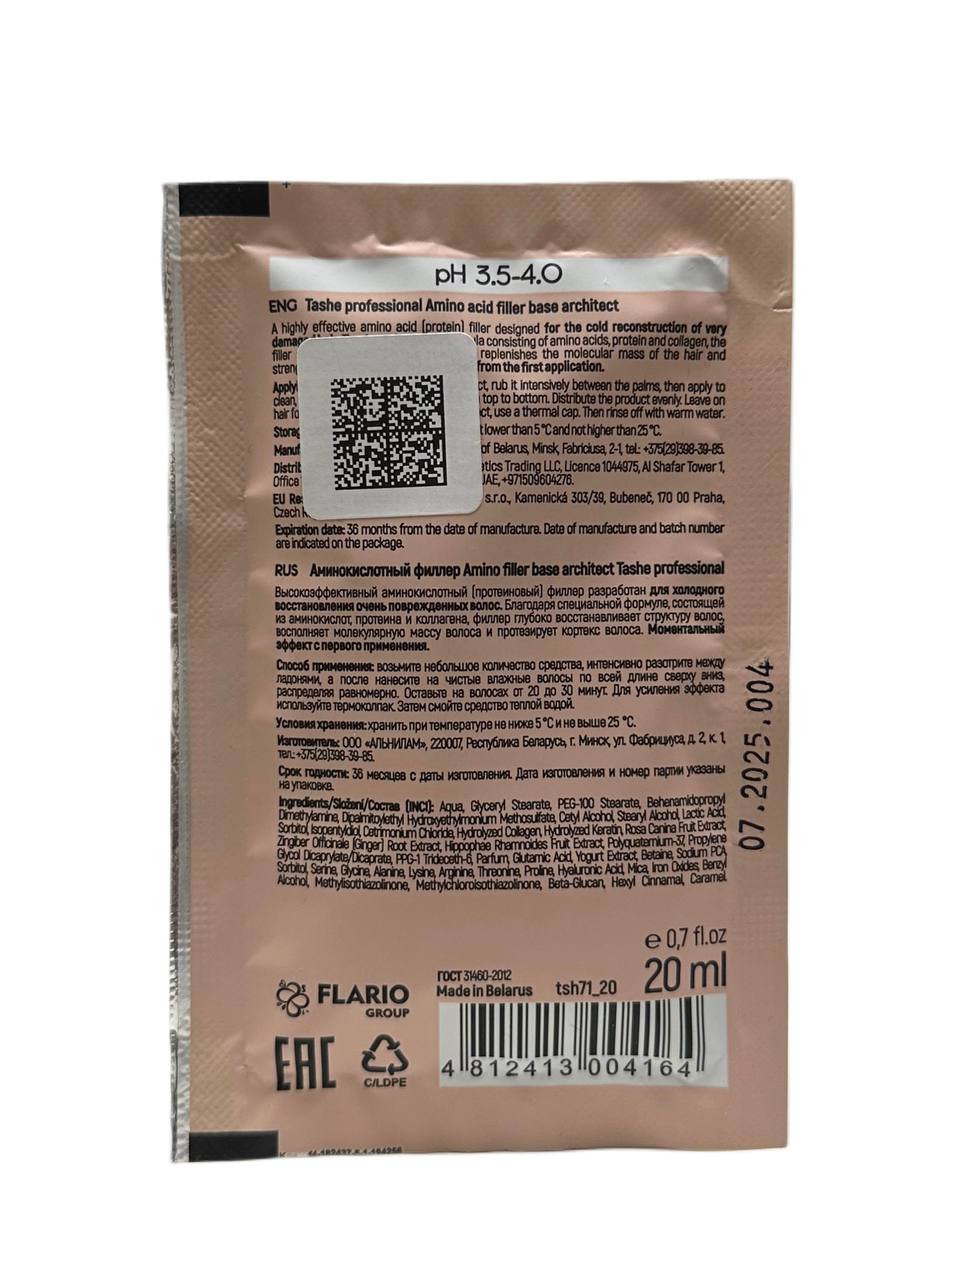 pH 3.5-4.0
ENG Tashe professional Amino acid filler base architect
A highly effective amino acid (protein) filler designed for the cold reconstruction of very
consisting of amino acids, protein and collagen, the
filler replenishes the molecular mass of the hair and
from the first application.
rub it intensively between the palms, then apply to
clean, top to bottom. Distribute the product evenly. Leave on
hair use a thermal cap. Then rinse off with warm water.
lower than 5 °C and not higher than 25 °C.
of Belarus, Minsk, Fabriciusa, 2-1, tel.: +375(29)398-39-85.
Trading LLC, Licence 1044975, Al Shafar Tower 1,
Office UAE, +971509604276.
EU s.r.o., Kamenická 303/39, Bubeneč, 170 00 Praha,
Czech
Expiration date: 36 months from the date of manufacture. Date of manufacture and batch number
are indicated on the package.
RUS Аминокислотный филлер Amino filler base architect Tashe professional
Высокоэффективный аминокислотный (протеиновый) филлер разработан для холодного
восстановления очень поврежденных волос. Благодаря специальной формуле, состоящей
из аминокислот, протеина и коллагена, филлер глубоко восстанавливает структуру волос,
восполняет молекулярную массу волоса и протезирует кортекс волоса. Моментальный
эффект с первого применения.
Способ применения: возьмите небольшое количество средства, интенсивно разотрите между
ладонями, а после нанесите на чистые влажные волосы по всей длине сверху вниз,
распределяя равномерно. Оставьте на волосах от 20 до 30 минут. Для усиления эффекта
используйте термоколпак. Затем смойте средство теплой водой.
Условия хранения: хранить при температуре не ниже 5 °C и не выше 25 °C.
Изготовитель: ООО «АЛЬНИЛАМ», 220007, Республика Беларусь, г. Минск, ул. Фабрициуса, д. 2, к. 1,
тел.: +375(29)398-39-85.
Срок годности: 36 месяцев с даты изготовления. Дата изготовления и номер партии указаны
на упаковке.
Ingredients/Složení/Состав (INCI): Aqua, Glyceryl Stearate, PEG-100 Stearate, Behenamidopropyl
Dimethylamine, Dipalmitoylethyl Hydroxyethylmonium Methosulfate, Cetyl Alcohol, Stearyl Alcohol, Lactic Acid,
Sorbitol, Isopentyldiol, Cetrimonium Chloride, Hydrolyzed Collagen, Hydrolyzed Keratin, Rosa Canina Fruit Extract,
Zingiber Officinale (Ginger) Root Extract, Hippophae Rhamnoides Fruit Extract, Polyquaternium-37, Propylene
Glycol Dicaprylate/Dicaprate, PPG-1 Trideceth-6, Parfum, Glutamic Acid, Yogurt Extract, Betaine, Sodium PCA
Sorbitol, Serine, Glycine, Alanine, Lysine, Arginine, Threonine, Proline, Hyaluronic Acid, Mica, Iron Oxides, Benzyl
Alcohol, Methylisothiazolinone, Methylchloroisothiazolinone, Beta-Glucan, Hexyl Cinnamal, Caramel
07.2025.004
e 0,7 fl.oz
20 ml
ГОСТ 31460-2012
Made in Belarus tsh71_20
FLARIO
GROUP
EAC
C/LDPE
4 812413 004164